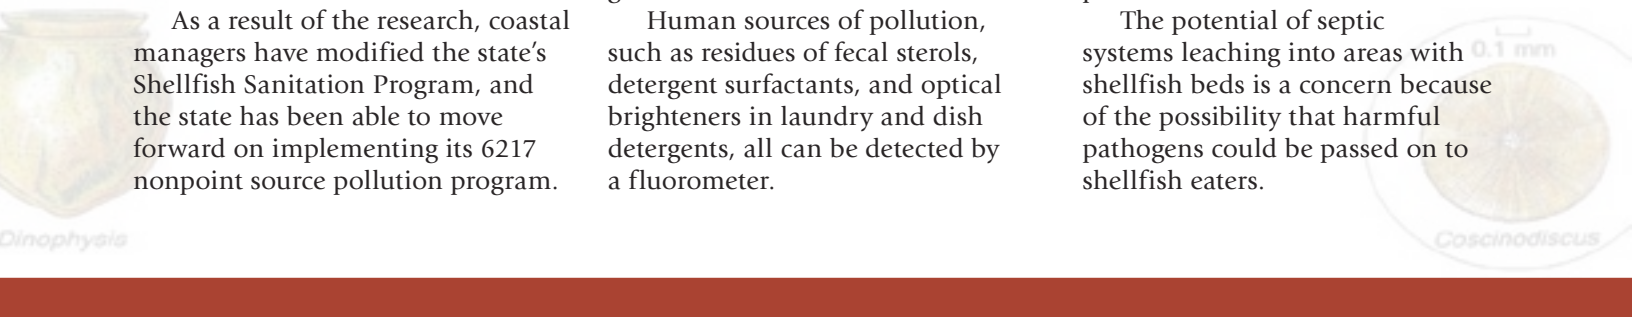 As a result of the research, coastal
managers have modified the state’s
Shellfish Sanitation Program, and
the state has been able to move
forward on implementing its 6217
nonpoint source pollution program.
Human sources of pollution,
such as residues of fecal sterols,
detergent surfactants, and optical
brighteners in laundry and dish
detergents, all can be detected by
a fluorometer.
The potential of septic
systems leaching into areas with
shellfish beds is a concern because
of the possibility that harmful
pathogens could be passed on to
shellfish eaters.
Dinophysis
0.1 mm
Coscinodiscus